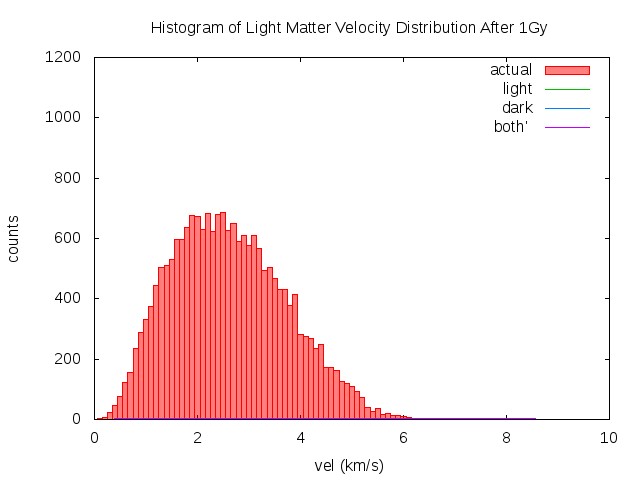 Histogram of Light Matter Velocity Distribution After 1Gy
1200
1000
800
600
400
200
0
counts
actual
light
dark
both'
0 2 4 6 8 10
vel (km/s)